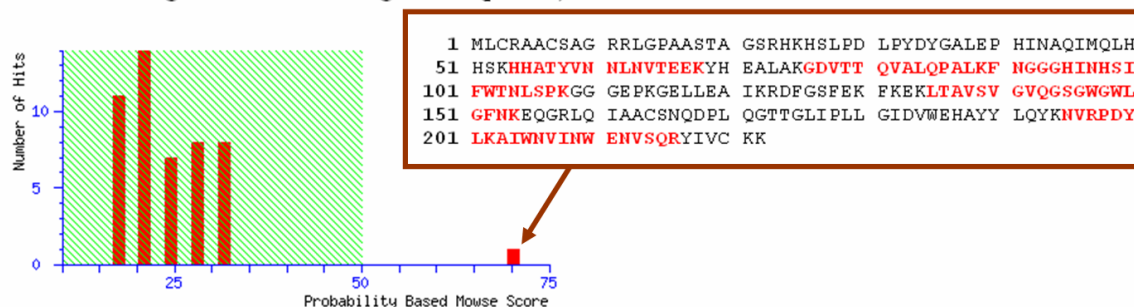 1 MLCRAACSAG RRLGPAASTA GSRHKHSLPD LPYDYGALEP HINAQIMQLH
51 HSKHHATYVN NLNVTEEKYH EALAKGDVTT QVALQPALKF NGGGHINHSI
101 FWTNLSPKGG GEPKGELLEA IKRDFGSFEK FKEKLTAVSV GVQGSGWGWL
151 GFNKEQGRLQ IAACSNQDPL QGTTGLIPLL GIDVWEHAYY LQYKNVRPDY
201 LKAIWNVINW ENVSQRYIVC KK
Number of Hits
10
5
0
25
50
75
Probability Based Mowse Score